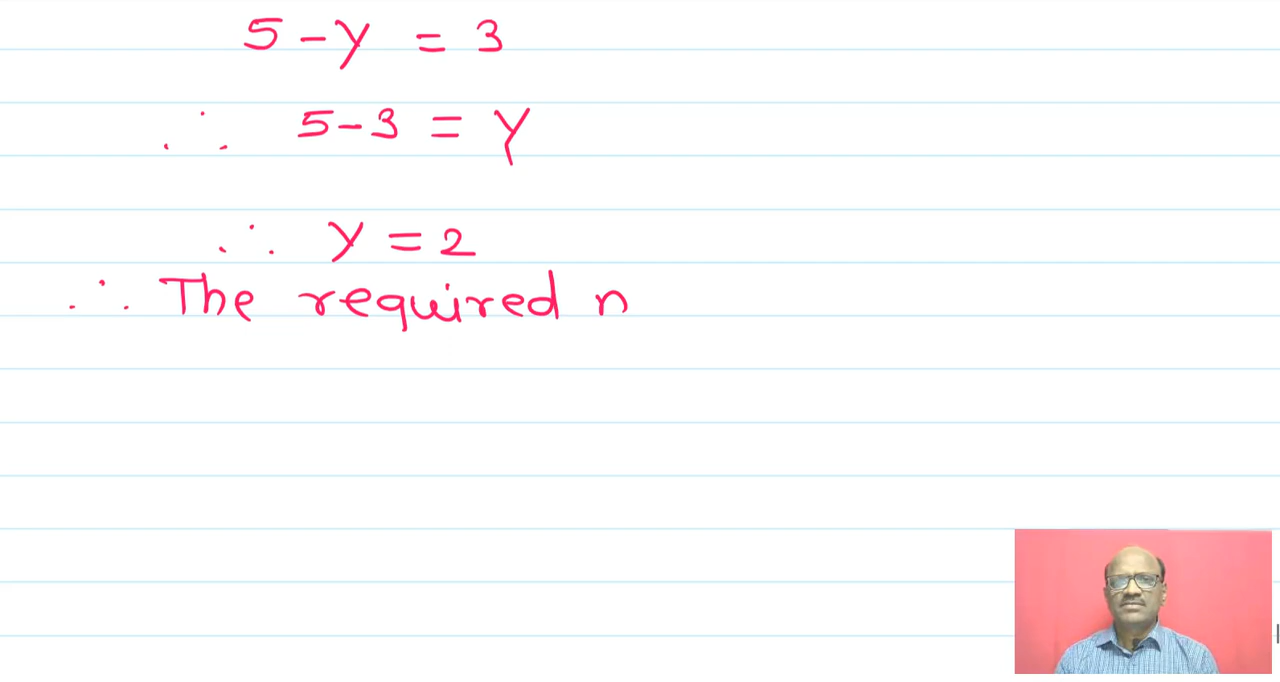 5 - y = 3
∴ 5 - 3 = y
∴ y = 2
∴ The required n